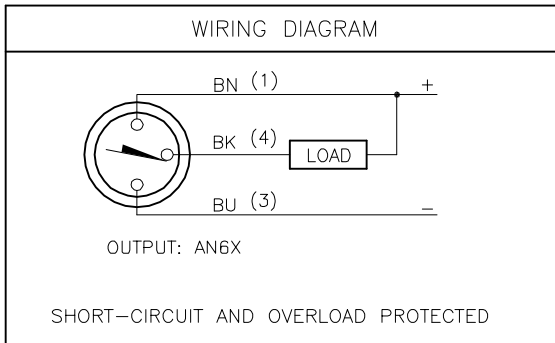 WIRING DIAGRAM
BN (1) +
BK (4) LOAD
BU (3) −
OUTPUT: AN6X
SHORT−CIRCUIT AND OVERLOAD PROTECTED